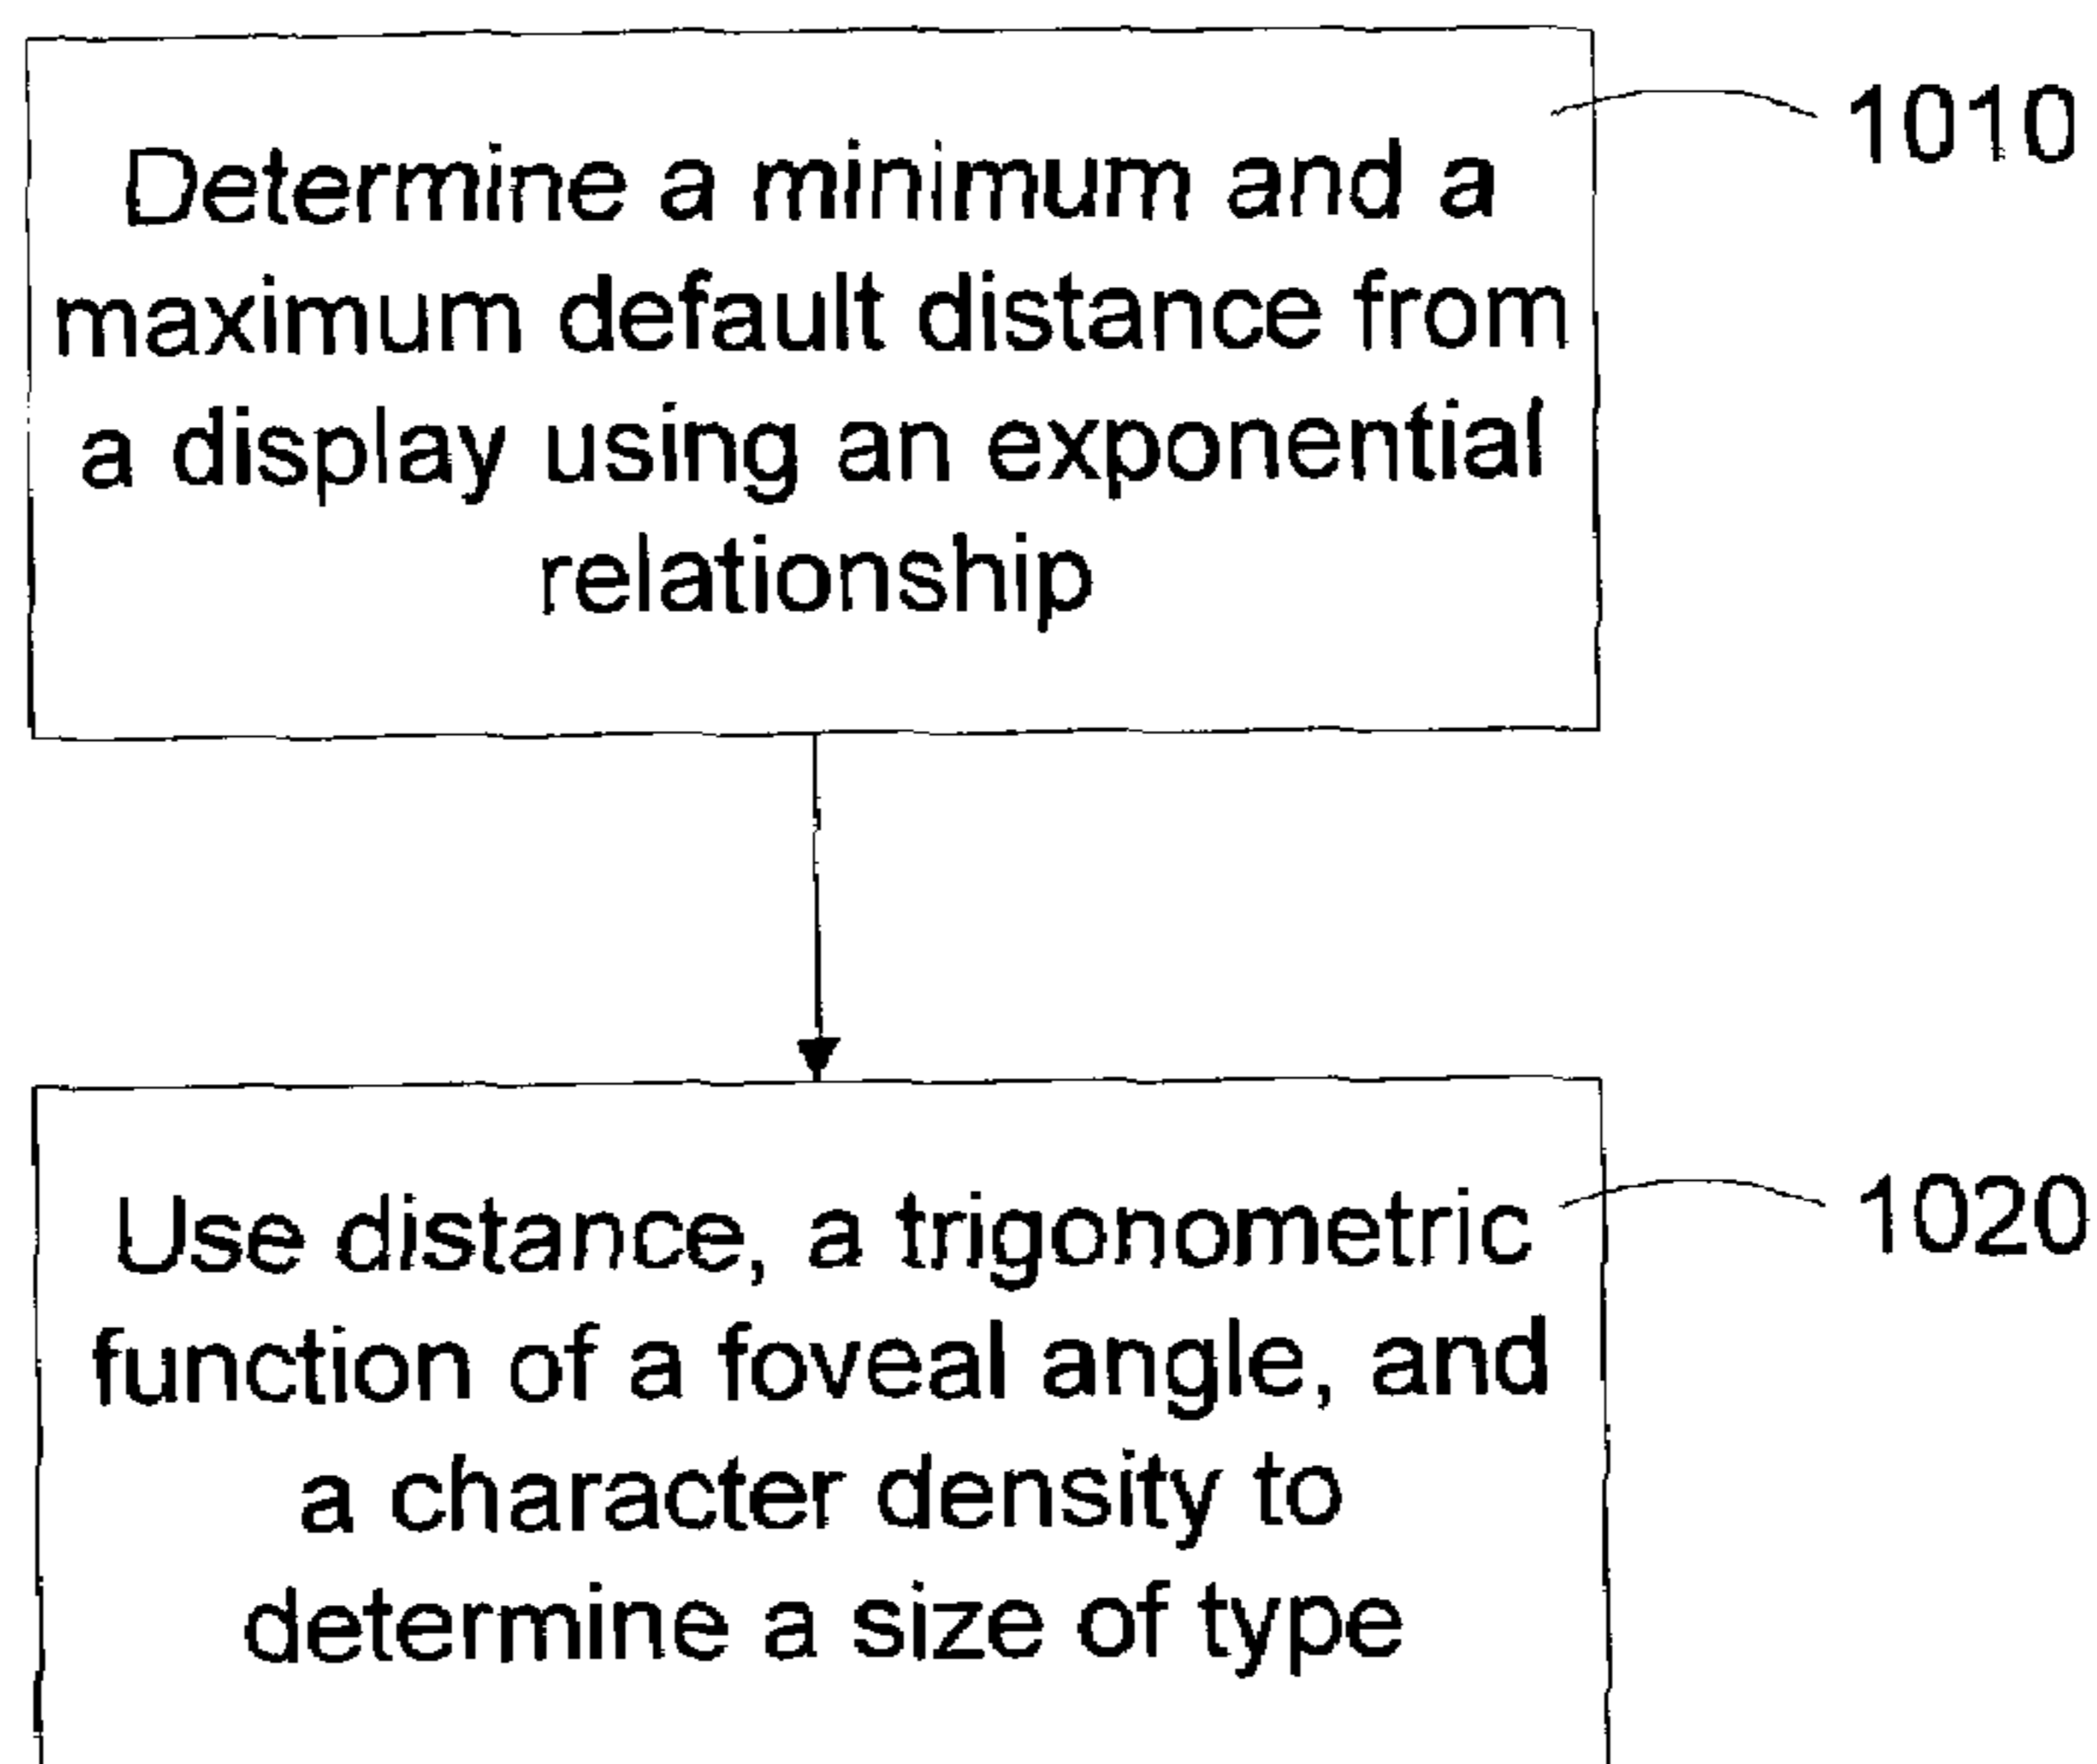 Determine a minimum and a
maximum default distance from
a display using an exponential
relationship
1010
Use distance, a trigonometric
function of a foveal angle, and
a character density to
determine a size of type
1020